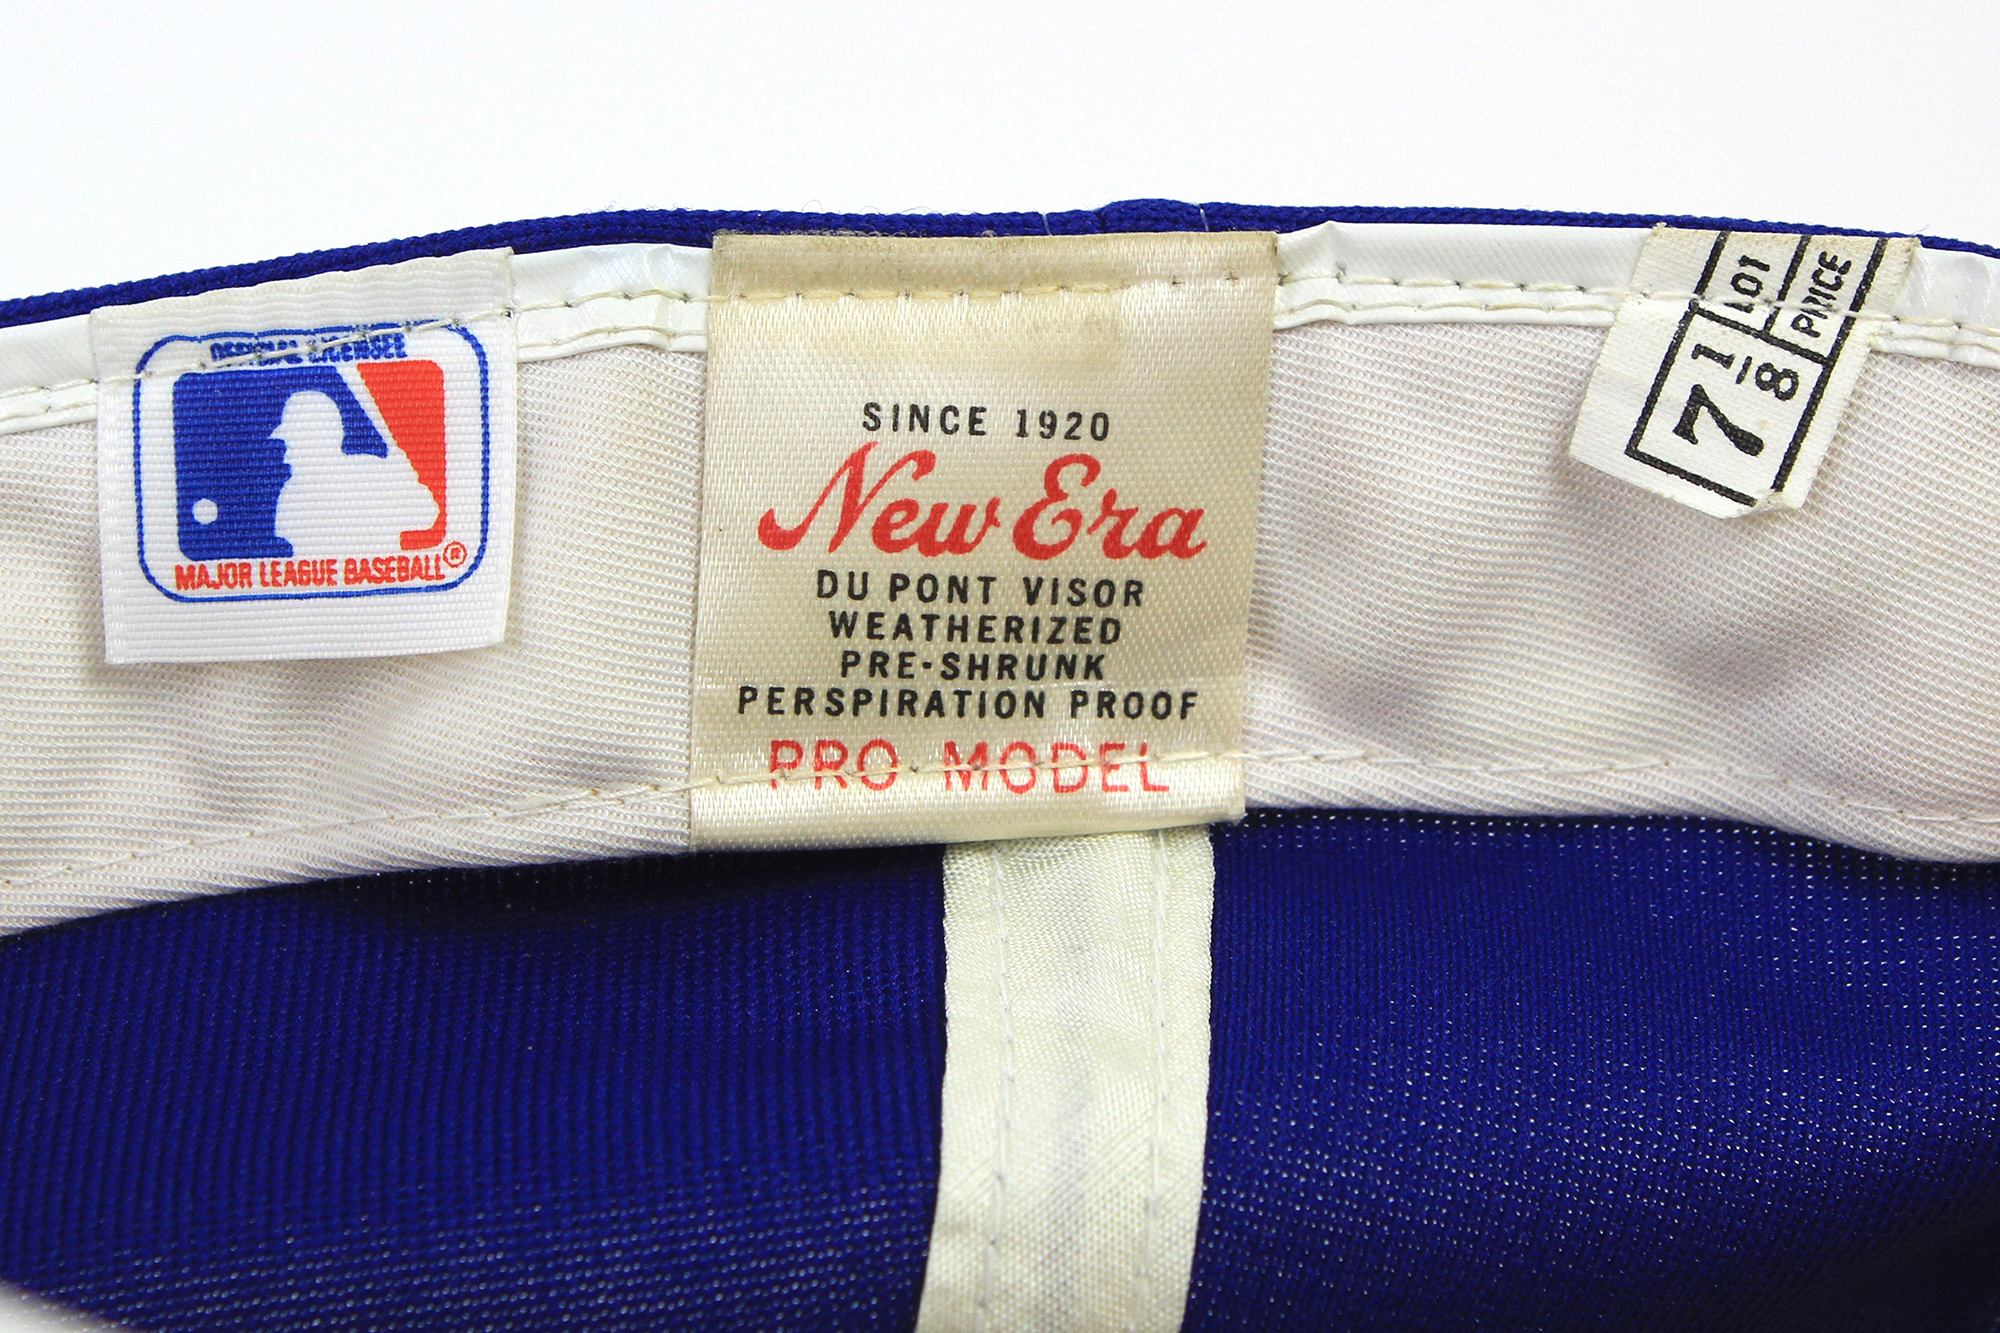 OFFICIAL LICENSEE
MAJOR LEAGUE BASEBALL®
SINCE 1920
New Era
DU PONT VISOR
WEATHERIZED
PRE-SHRUNK
PERSPIRATION PROOF
PRO MODEL
LOT
PRICE
7 1/8